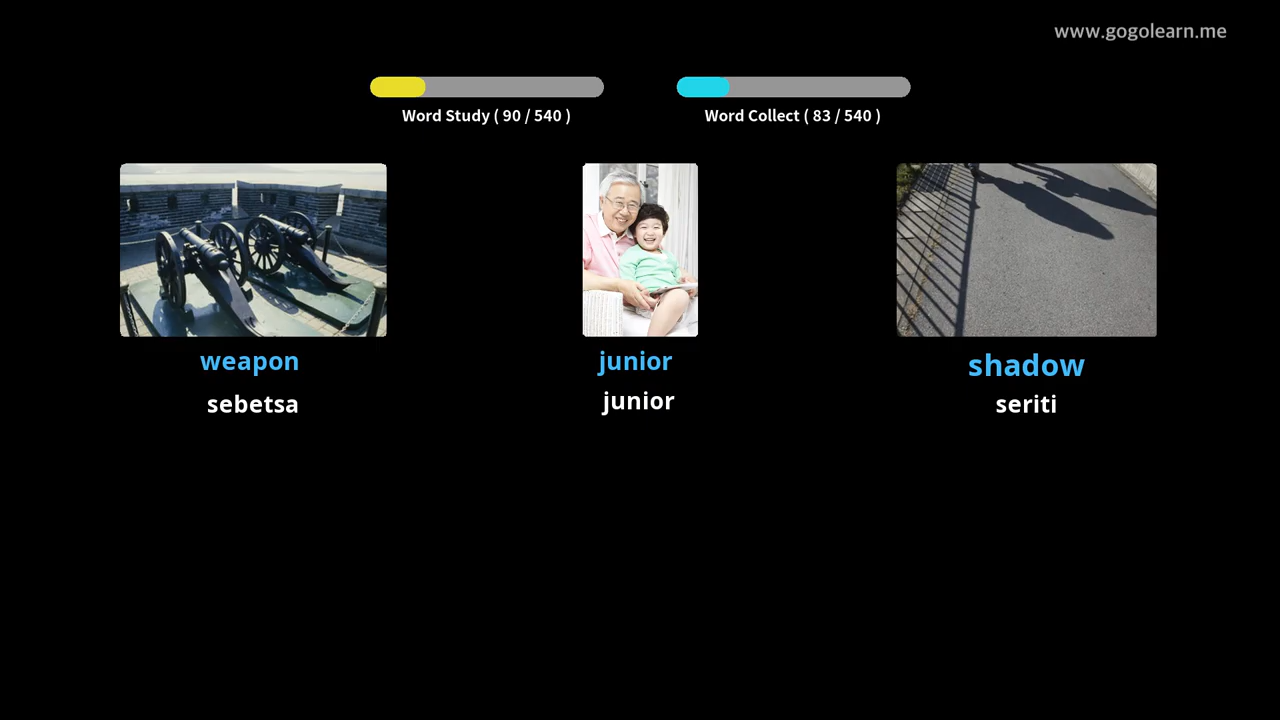 www.gogolearn.me
Word Study ( 90 / 540 )
Word Collect ( 83 / 540 )
weapon
junior
shadow
sebetsa
junior
seriti